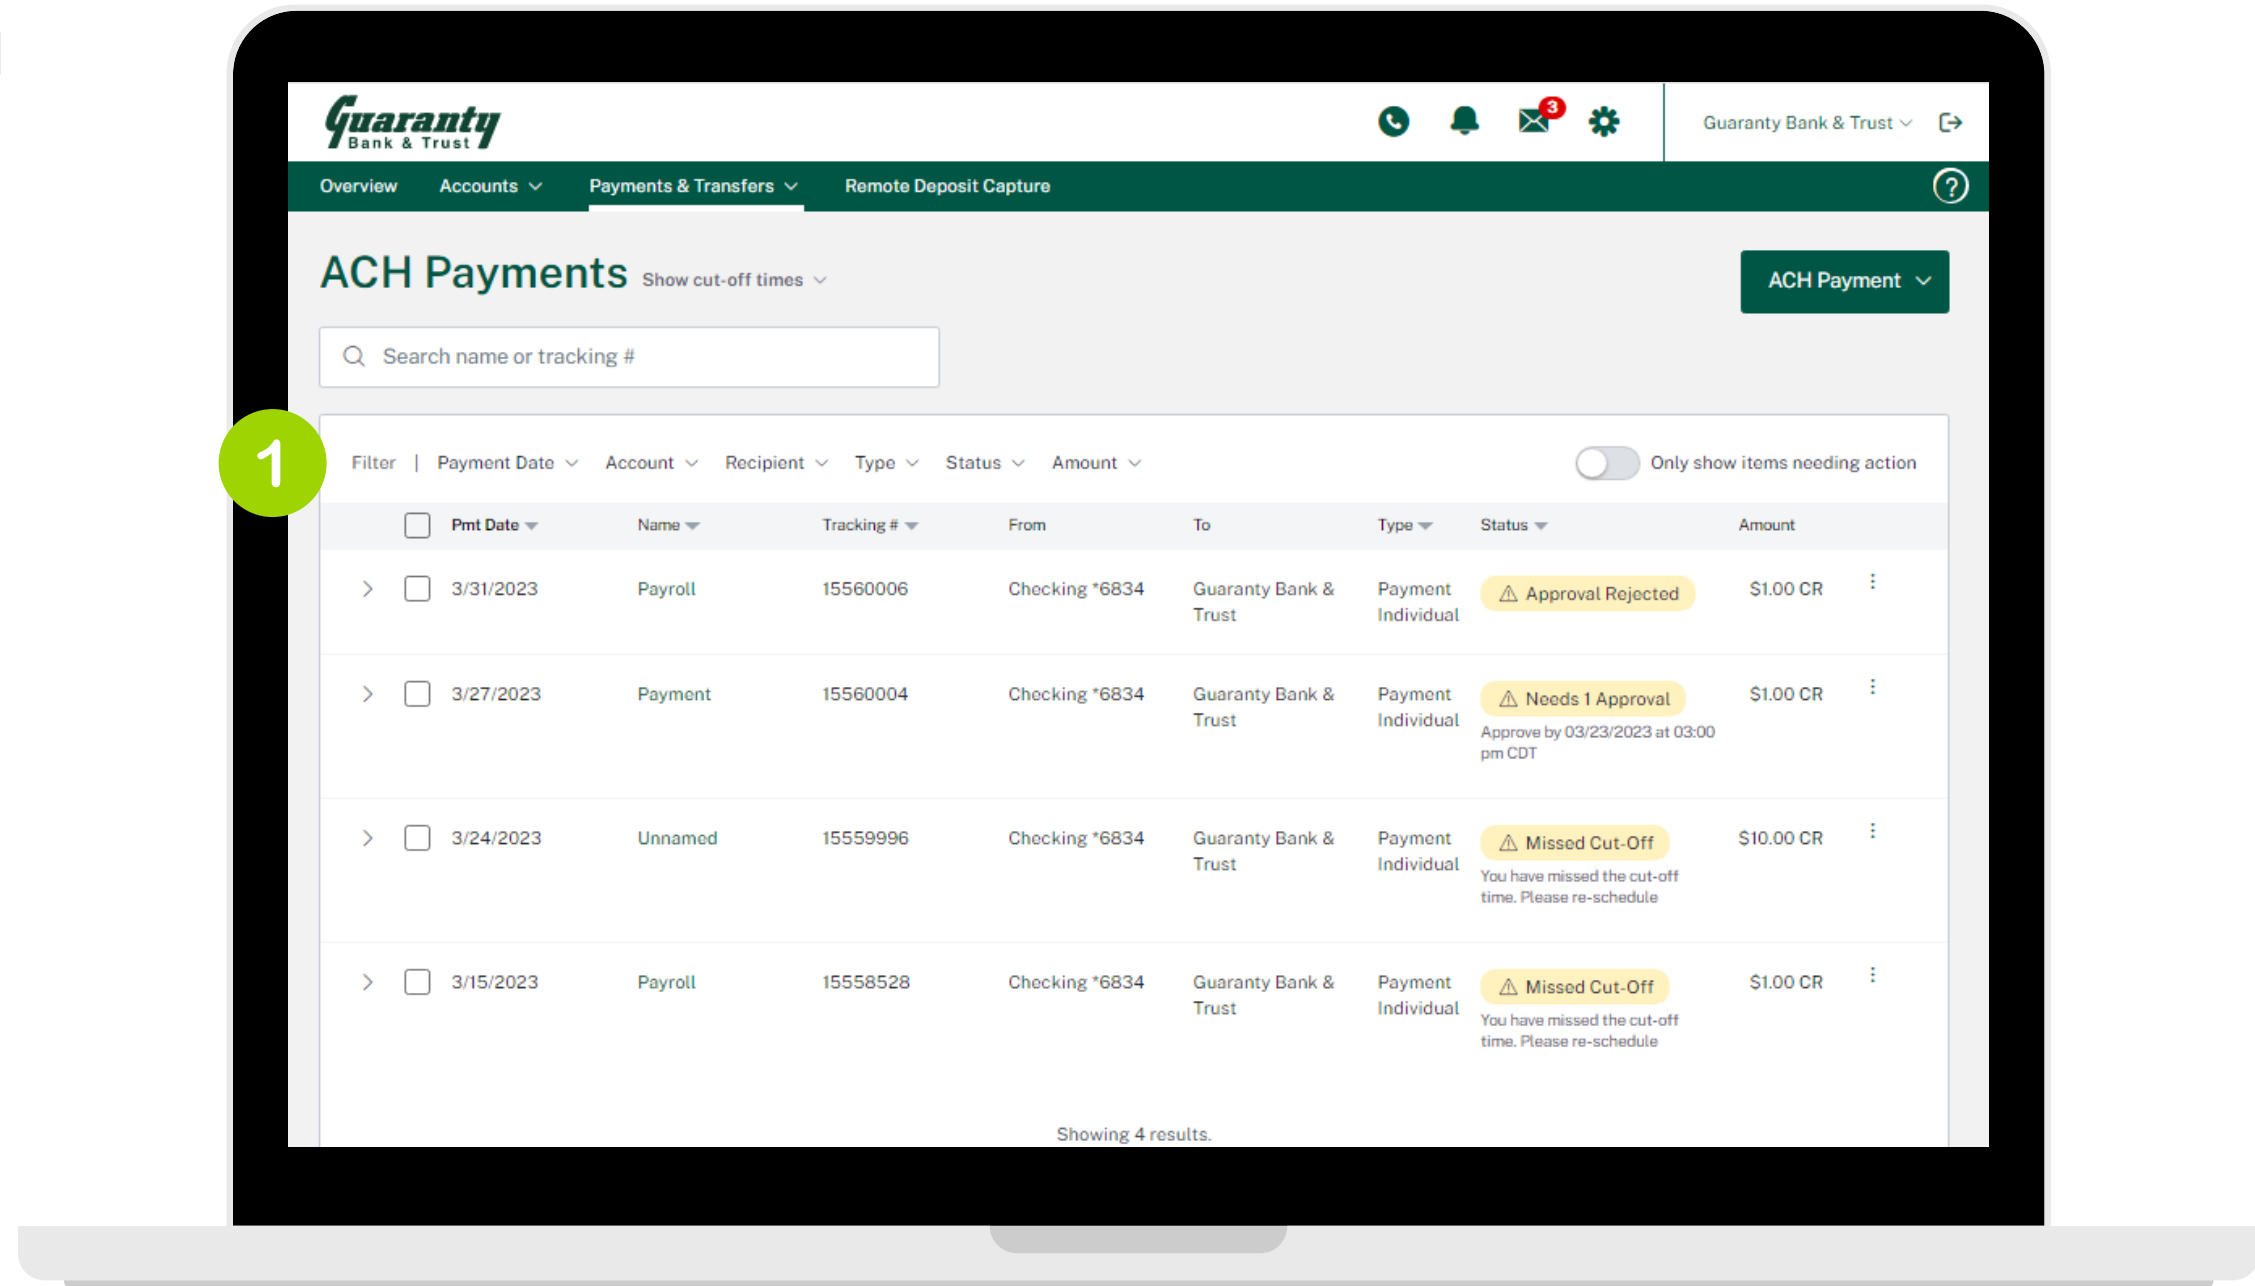 Guaranty
Bank & Trust
3
Guaranty Bank & Trust
Overview Accounts Payments & Transfers Remote Deposit Capture ?
ACH Payments Show cut-off times ACH Payment
Search name or tracking #
1
Filter | Payment Date Account Recipient Type Status Amount Only show items needing action
Pmt Date Name Tracking # From To Type Status Amount
3/31/2023 Payroll 15560006 Checking *6834 Guaranty Bank & Payment Approval Rejected $1.00 CR
Trust Individual
3/27/2023 Payment 15560004 Checking *6834 Guaranty Bank & Payment Needs 1 Approval $1.00 CR
Trust Individual Approve by 03/23/2023 at 03:00
pm CDT
3/24/2023 Unnamed 15559996 Checking *6834 Guaranty Bank & Payment Missed Cut-Off $10.00 CR
Trust Individual You have missed the cut-off
time. Please re-schedule
3/15/2023 Payroll 15558528 Checking *6834 Guaranty Bank & Payment Missed Cut-Off $1.00 CR
Trust Individual You have missed the cut-off
time. Please re-schedule
Showing 4 results.